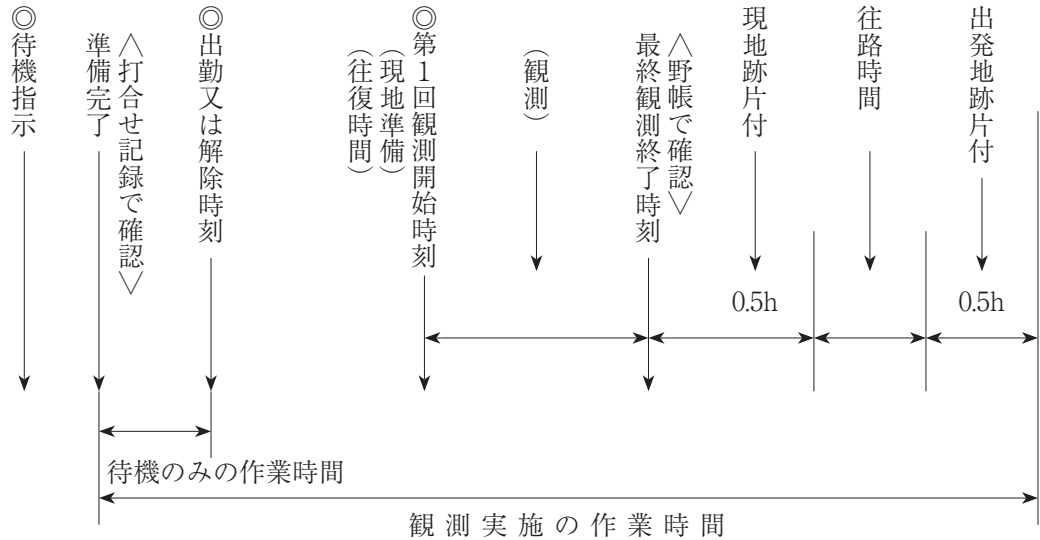 ◎待機指示
準備完了
〈打合せ記録で確認〉
◎出勤又は解除時刻
◎第1回観測開始時刻
（現地準備）
（往復時間）
（観測）
最終観測終了時刻
〈野帳で確認〉
現地跡片付
往路時間
出発地跡片付
0.5h
0.5h
待機のみの作業時間
観測実施の作業時間